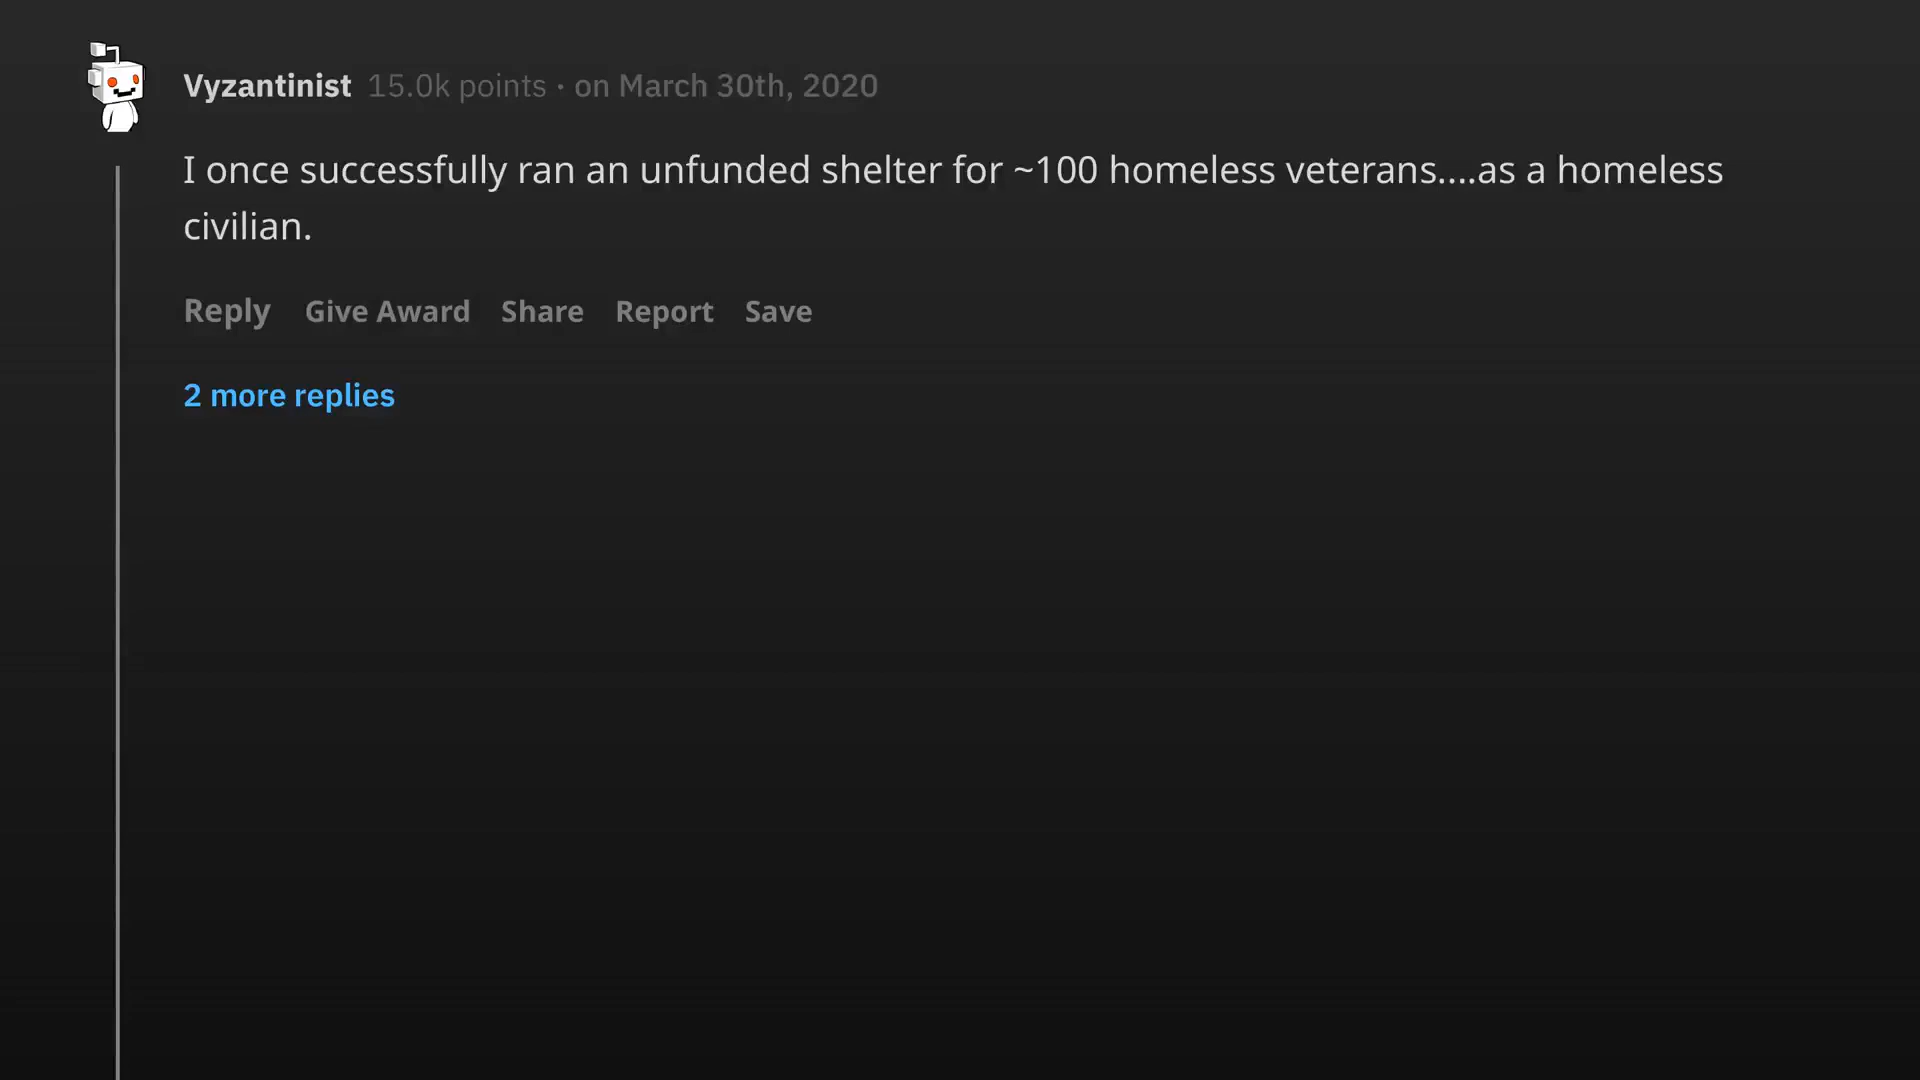 Vyzantinist 15.0k points · on March 30th, 2020
I once successfully ran an unfunded shelter for ~100 homeless veterans....as a homeless
civilian.
Reply Give Award Share Report Save
2 more replies